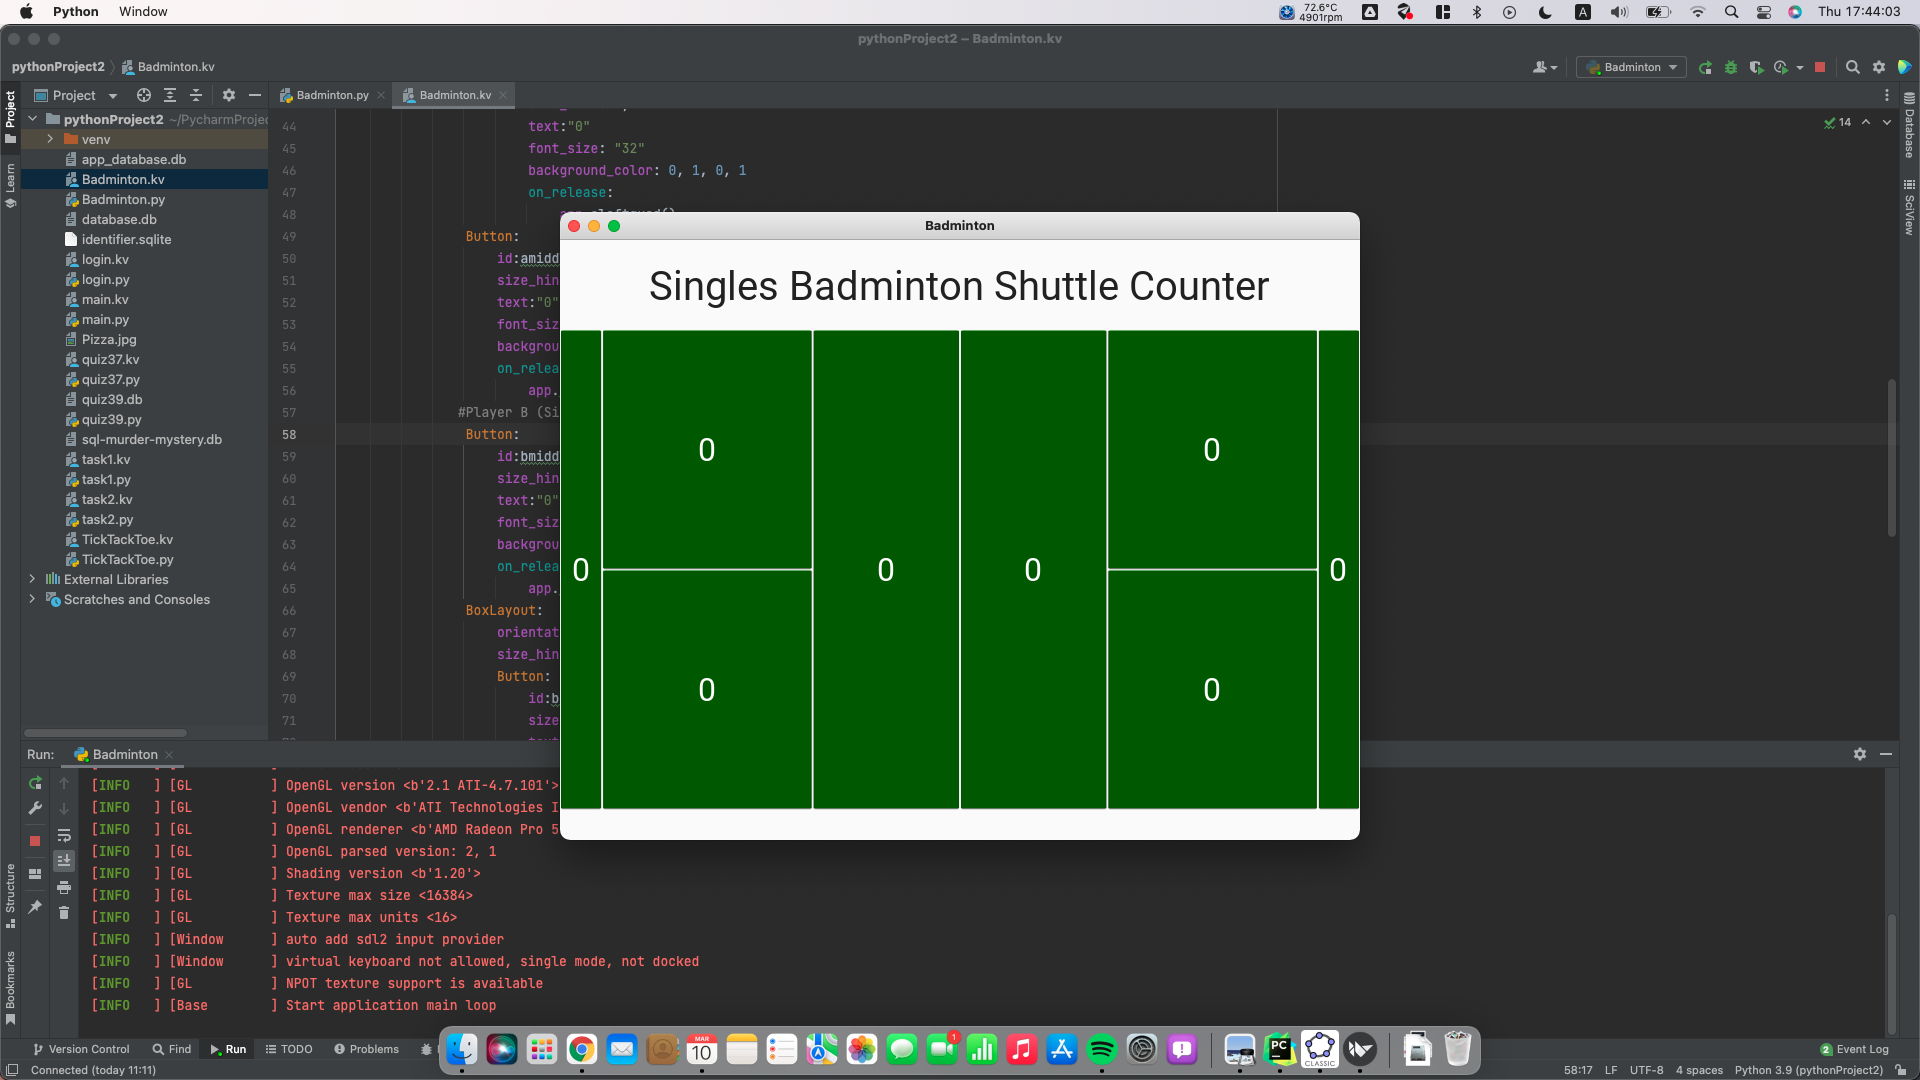 Python Window
72.6°C
4901rpm
A
Thu 17:44:03
pythonProject2 – Badminton.kv
pythonProject2 Badminton.kv
Badminton
Project
Badminton.py
Badminton.kv
pythonProject2 ~/PycharmProjec
venv
app_database.db
Badminton.kv
Badminton.py
database.db
identifier.sqlite
login.kv
login.py
main.kv
main.py
Pizza.jpg
quiz37.kv
quiz37.py
quiz39.db
quiz39.py
sql-murder-mystery.db
task1.kv
task1.py
task2.kv
task2.py
TickTackToe.kv
TickTackToe.py
External Libraries
Scratches and Consoles
Project
Learn
Structure
Bookmarks
Database
SciView
14
44 text:"0"
45 font_size: "32"
46 background_color: 0, 1, 0, 1
47 on_release:
48
49 Button:
50 id:amidd
51 size_hin
52 text:"0"
53 font_siz
54 backgrou
55 on_relea
56 app.
57 #Player B (Si
58 Button:
59 id:bmidd
60 size_hin
61 text:"0"
62 font_siz
63 backgrou
64 on_relea
65 app.
66 BoxLayout:
67 orientat
68 size_hin
69 Button:
70 id:b
71 size
Badminton
Singles Badminton Shuttle Counter
0 0
0 0 0 0
0 0
Run: Badminton
[INFO ] [GL ] OpenGL version <b'2.1 ATI-4.7.101'>
[INFO ] [GL ] OpenGL vendor <b'ATI Technologies I
[INFO ] [GL ] OpenGL renderer <b'AMD Radeon Pro 5
[INFO ] [GL ] OpenGL parsed version: 2, 1
[INFO ] [GL ] Shading version <b'1.20'>
[INFO ] [GL ] Texture max size <16384>
[INFO ] [GL ] Texture max units <16>
[INFO ] [Window ] auto add sdl2 input provider
[INFO ] [Window ] virtual keyboard not allowed, single mode, not docked
[INFO ] [GL ] NPOT texture support is available
[INFO ] [Base ] Start application main loop
Version Control Find Run TODO Problems
MAR
10
1
PC
CLASSIC
2 Event Log
Connected (today 11:11)
58:17 LF UTF-8 4 spaces Python 3.9 (pythonProject2)